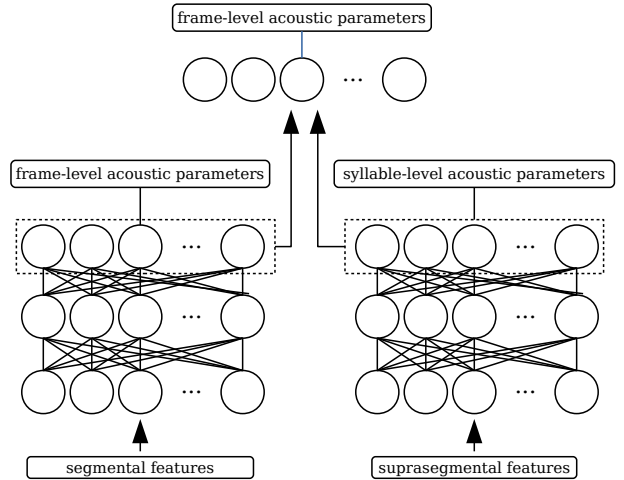 frame-level acoustic parameters
...
frame-level acoustic parameters
syllable-level acoustic parameters
... ...
... ...
... ...
segmental features
suprasegmental features